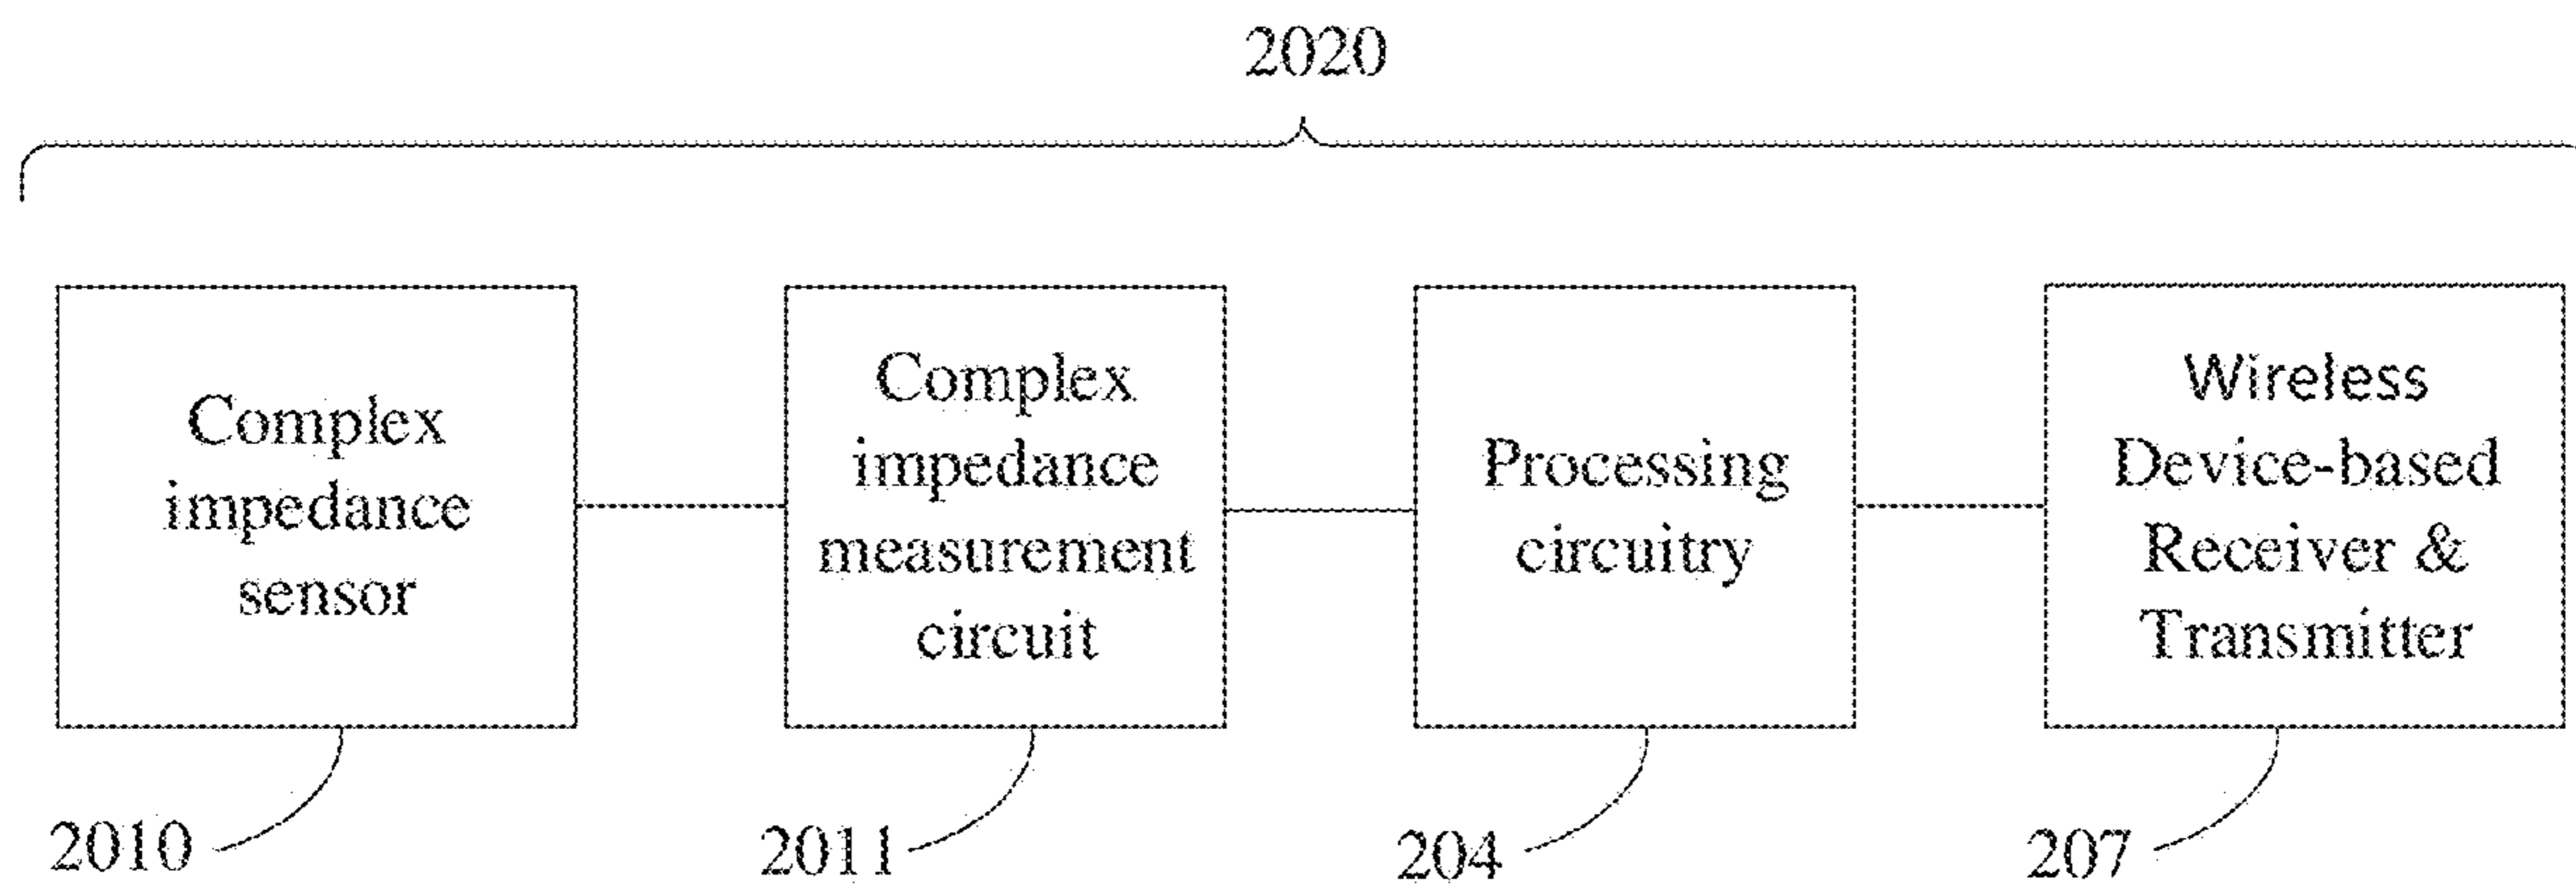 2020
Complex
impedance
sensor
Complex
impedance
measurement
circuit
Processing
circuitry
Wireless
Device-based
Receiver &
Transmitter
2010
2011
204
207